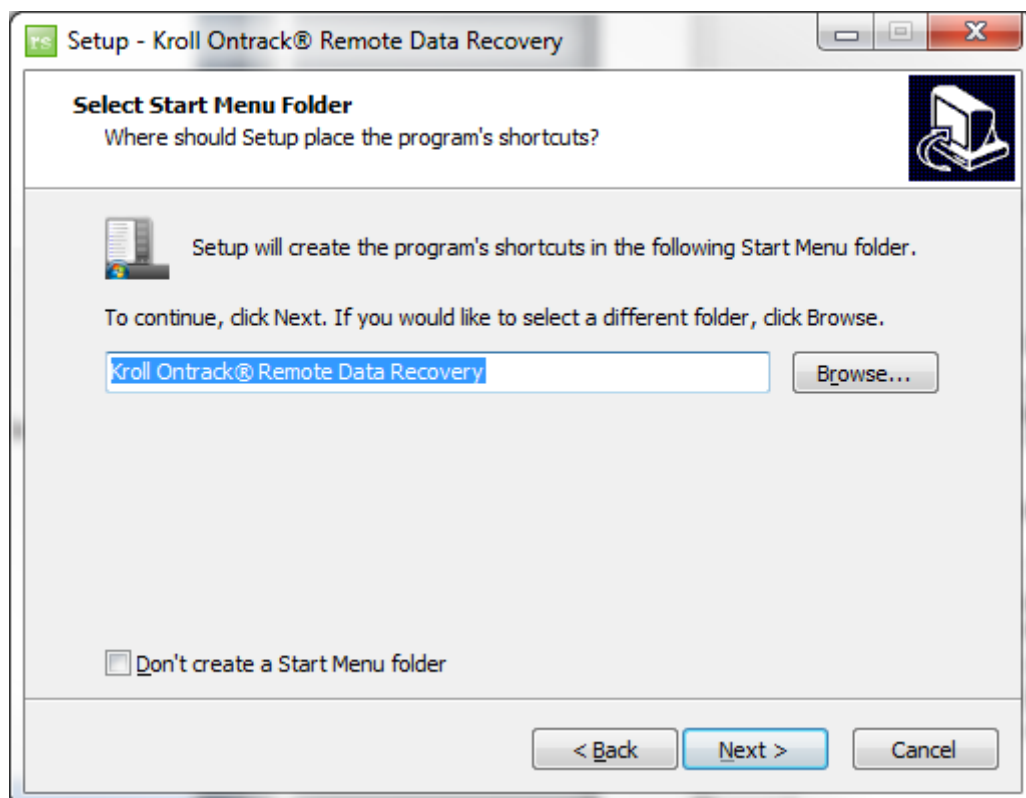 rs Setup - Kroll Ontrack® Remote Data Recovery
Select Start Menu Folder
Where should Setup place the program's shortcuts?
Setup will create the program's shortcuts in the following Start Menu folder.
To continue, click Next. If you would like to select a different folder, click Browse.
Kroll Ontrack® Remote Data Recovery Browse...
Don't create a Start Menu folder
< Back Next > Cancel